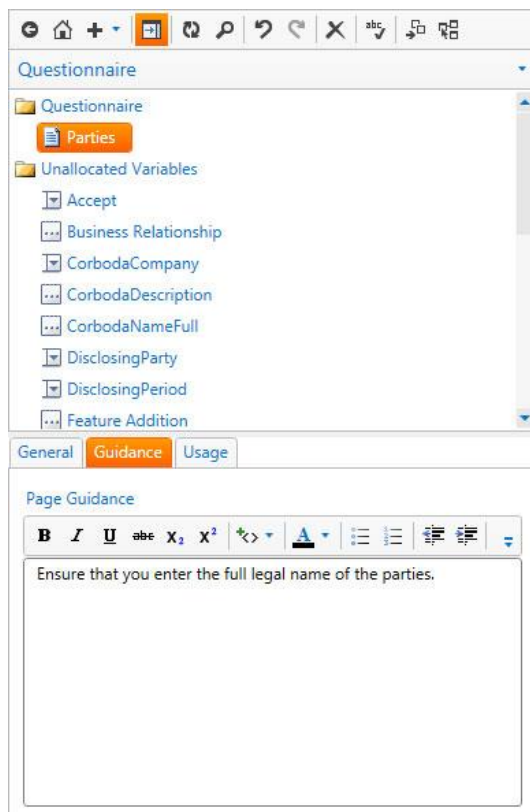 abc
Questionnaire
Questionnaire
Parties
Unallocated Variables
Accept
Business Relationship
CorbodaCompany
CorbodaDescription
CorbodaNameFull
DisclosingParty
DisclosingPeriod
Feature Addition
General Guidance Usage
Page Guidance
B I U abc X₂ X² <> A
Ensure that you enter the full legal name of the parties.